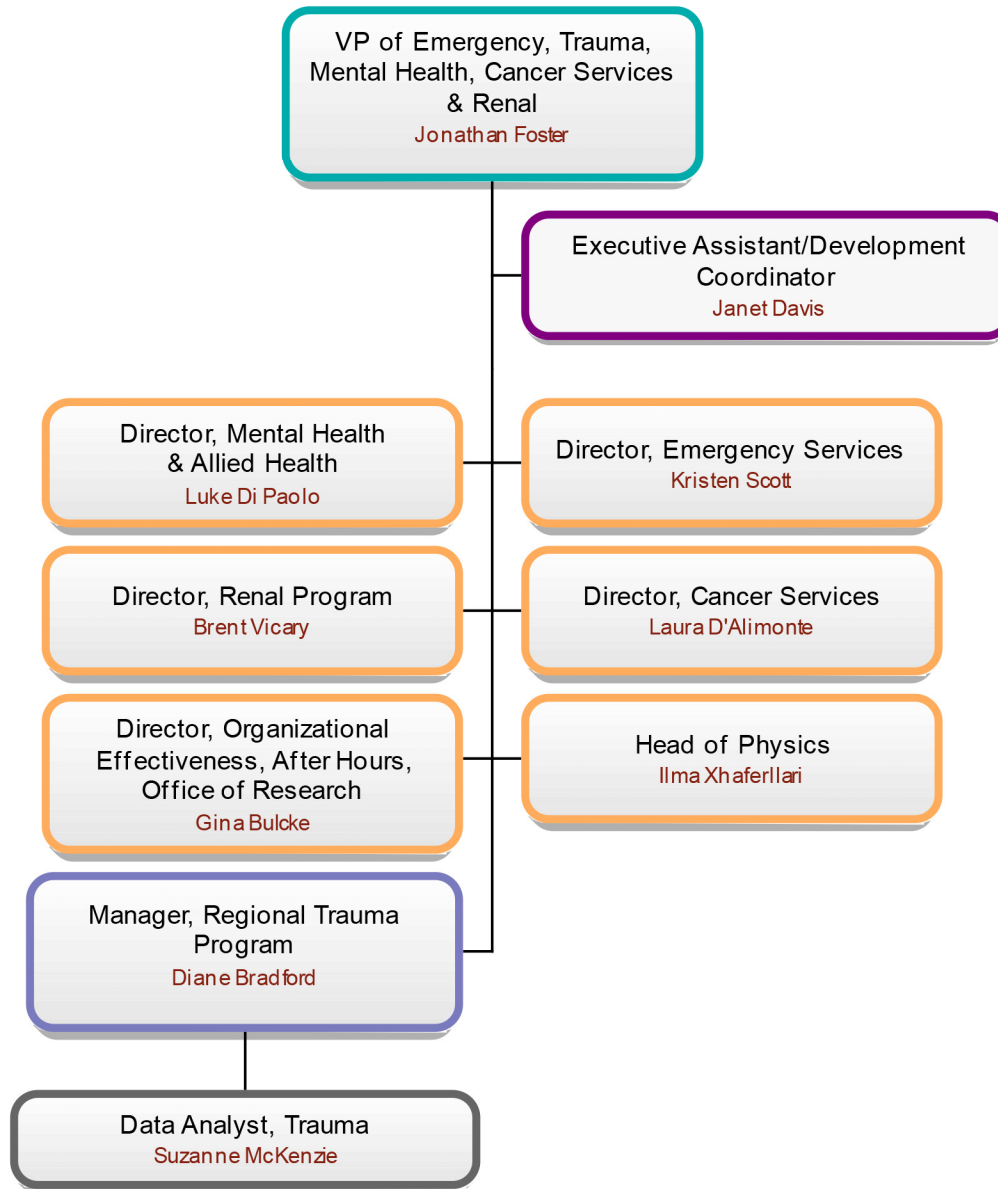 VP of Emergency, Trauma,
Mental Health, Cancer Services
& Renal
Jonathan Foster
Executive Assistant/Development
Coordinator
Janet Davis
Director, Mental Health
& Allied Health
Luke Di Paolo
Director, Emergency Services
Kristen Scott
Director, Renal Program
Brent Vicary
Director, Cancer Services
Laura D'Alimonte
Director, Organizational
Effectiveness, After Hours,
Office of Research
Gina Bulcke
Head of Physics
Ilma Xhaferllari
Manager, Regional Trauma
Program
Diane Bradford
Data Analyst, Trauma
Suzanne McKenzie